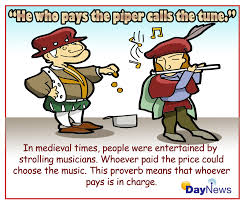 “He who pays the piper calls the tune.”
In medieval times, people were entertained by
strolling musicians. Whoever paid the price could
choose the music. This proverb means that whoever
pays is in charge.
DayNews